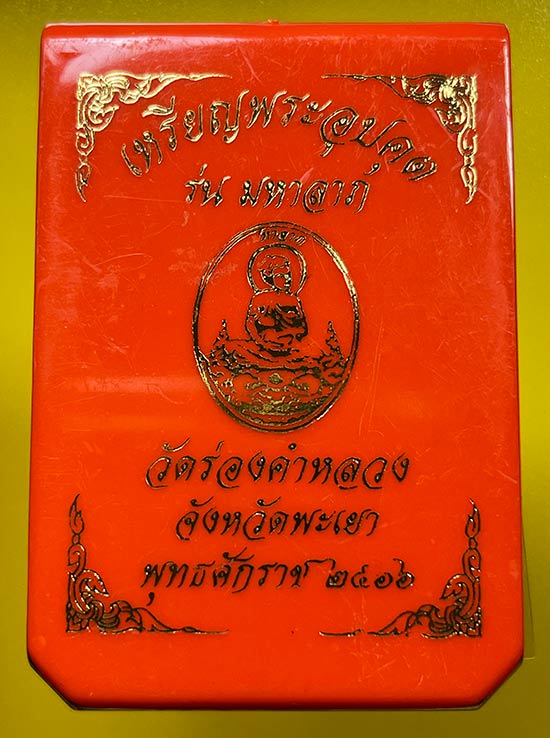 เหรียญพระอุปคุต
รุ่น มหาลาภ
วัดร่องคำหลวง
จังหวัดพะเยา
พุทธศักราช ๒๕๐๖